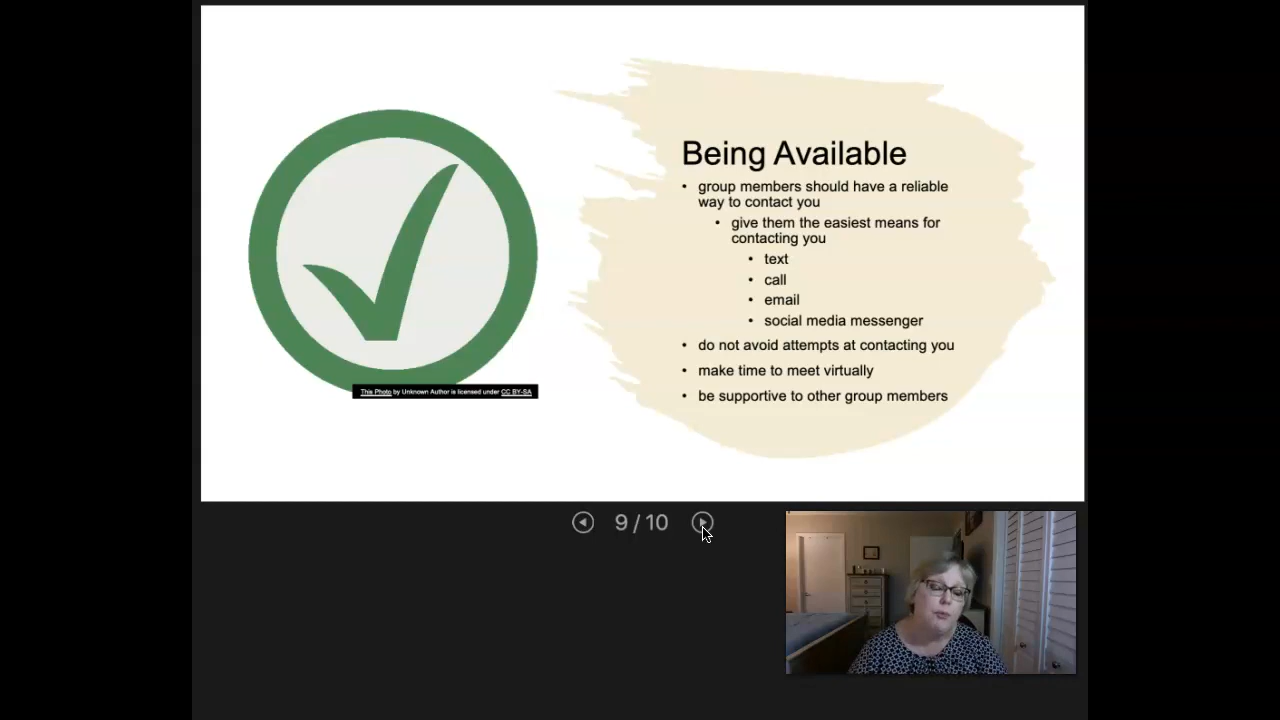 Being Available
• group members should have a reliable
way to contact you
• give them the easiest means for
contacting you
• text
• call
• email
• social media messenger
• do not avoid attempts at contacting you
• make time to meet virtually
• be supportive to other group members
This Photo by Unknown Author is licensed under CC BY-SA
9 / 10